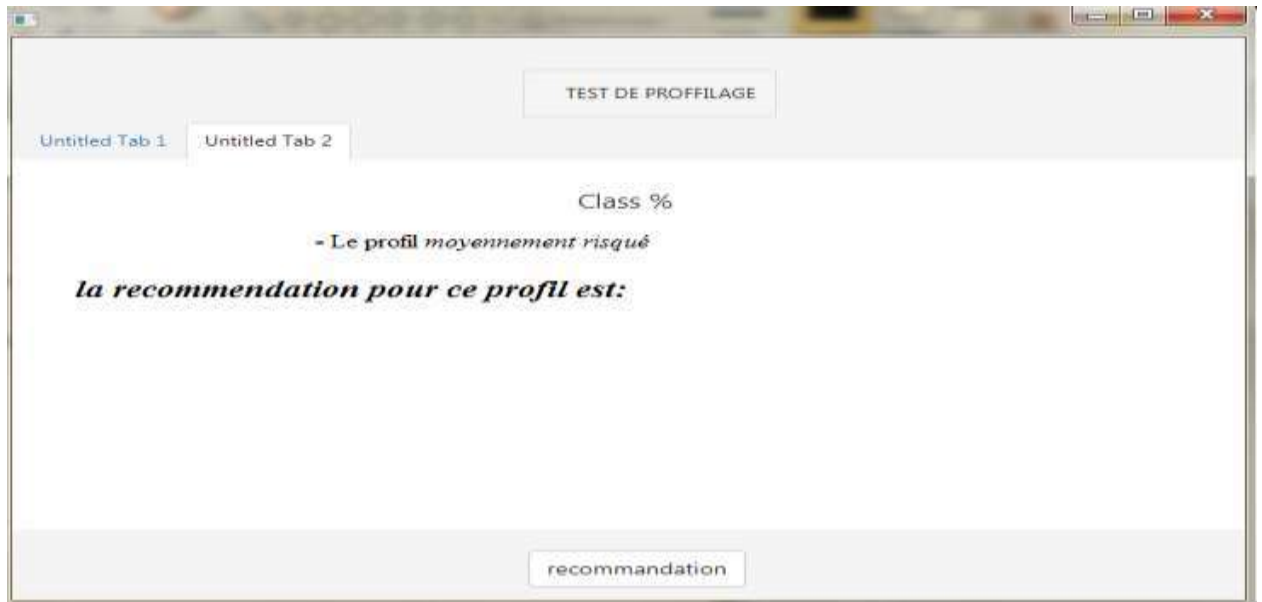 TEST DE PROFFILAGE
Untitled Tab 1 Untitled Tab 2
Class %
- Le profil moyennement risqué
la recommendation pour ce profil est:
recommandation